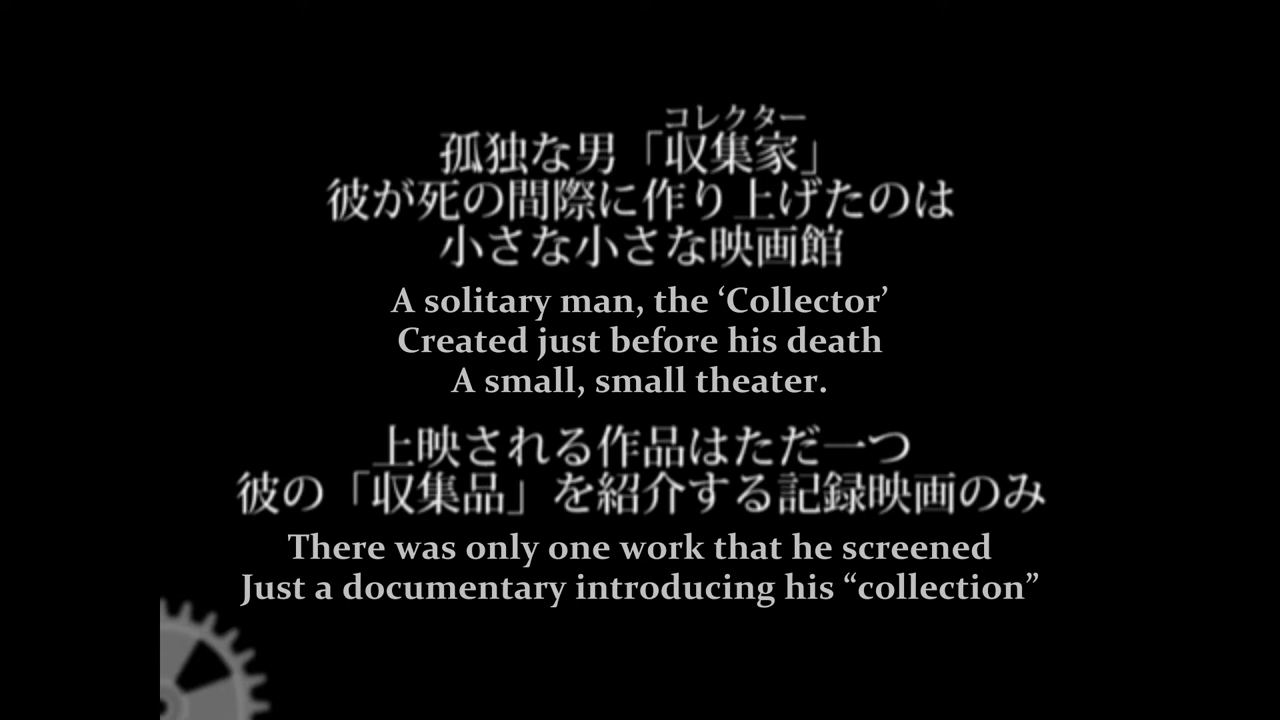 コレクター
孤独な男「収集家」
彼が死の間際に作り上げたのは
小さな小さな映画館
A solitary man, the ‘Collector’
Created just before his death
A small, small theater.
上映される作品はただ一つ
彼の「収集品」を紹介する記録映画のみ
There was only one work that he screened
Just a documentary introducing his “collection”